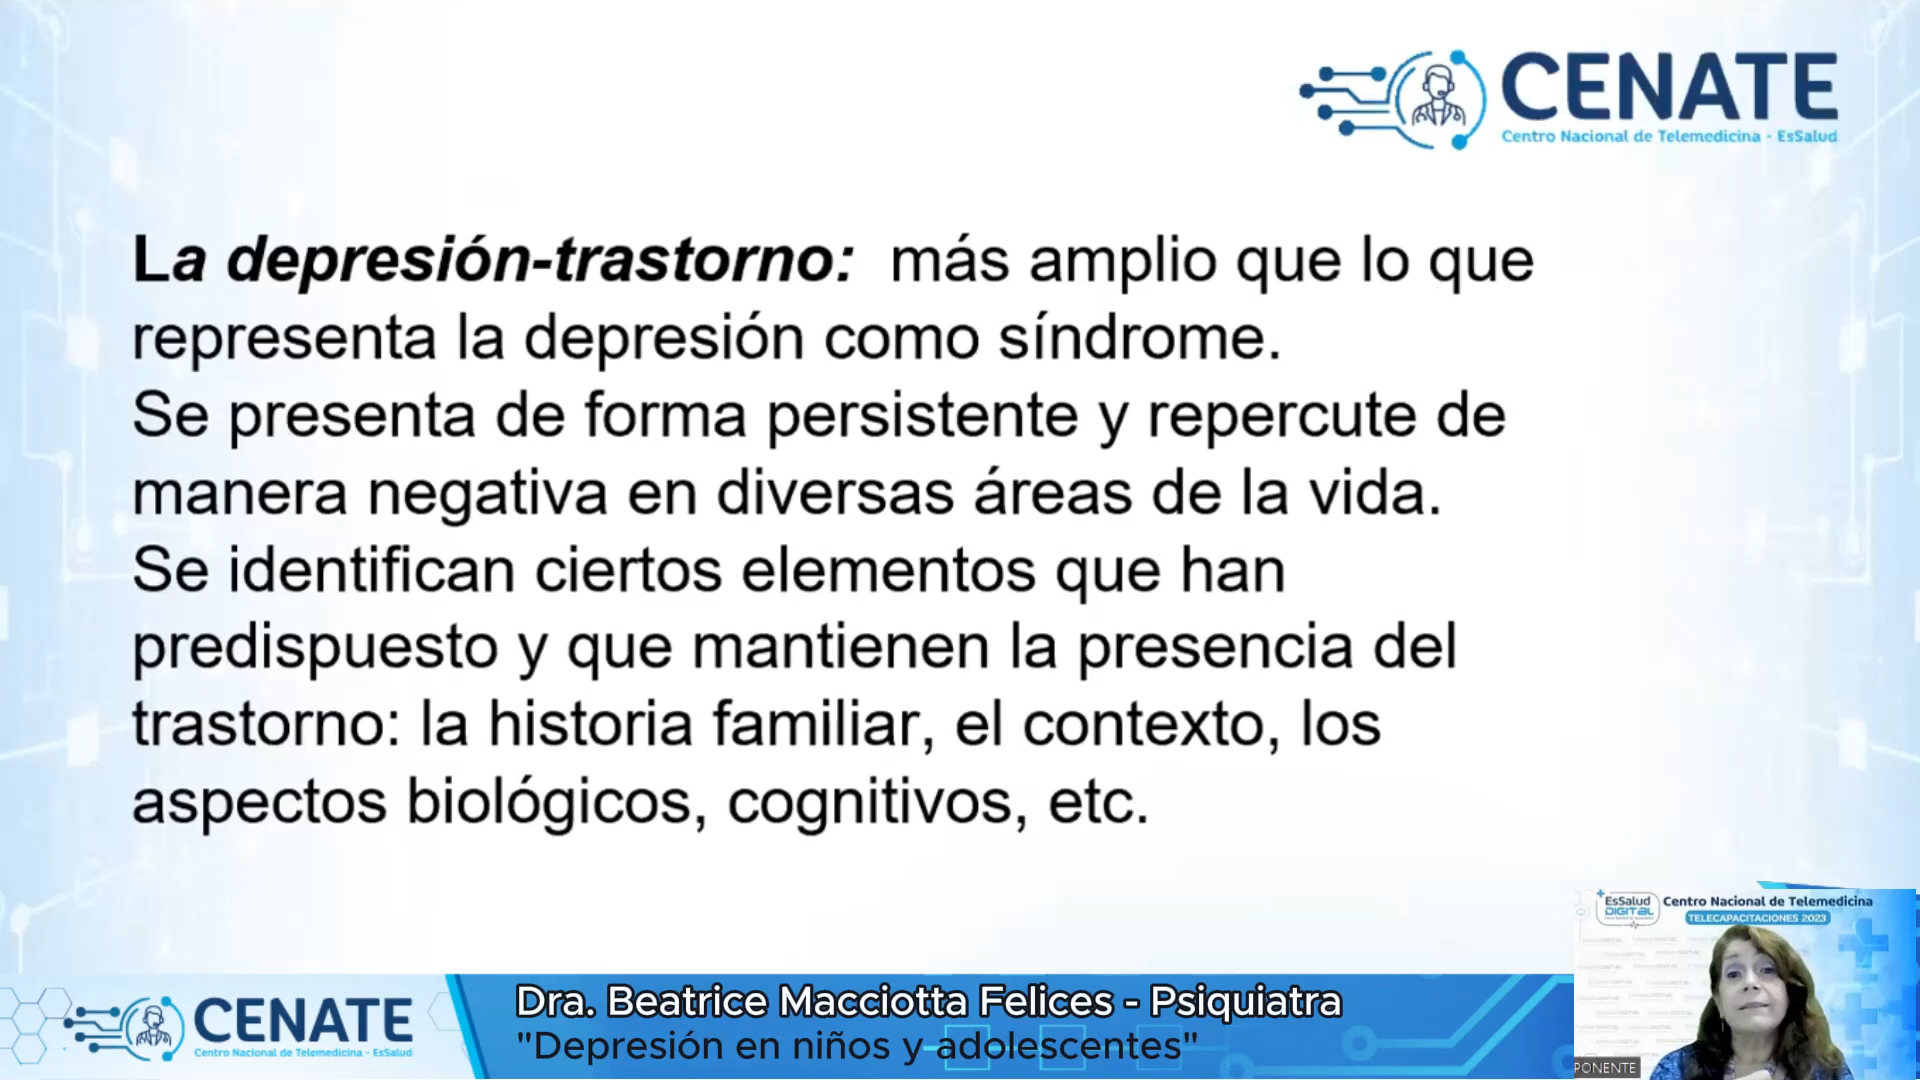 CENATE
Centro Nacional de Telemedicina - EsSalud
La depresión-trastorno: más amplio que lo que
representa la depresión como síndrome.
Se presenta de forma persistente y repercute de
manera negativa en diversas áreas de la vida.
Se identifican ciertos elementos que han
predispuesto y que mantienen la presencia del
trastorno: la historia familiar, el contexto, los
aspectos biológicos, cognitivos, etc.
EsSalud
DIGITAL
Centro Nacional de Telemedicina
TELECAPACITACIONES 2023
PONENTE
CENATE
Centro Nacional de Telemedicina - EsSalud
Dra. Beatrice Macciotta Felices - Psiquiatra
"Depresión en niños y adolescentes"